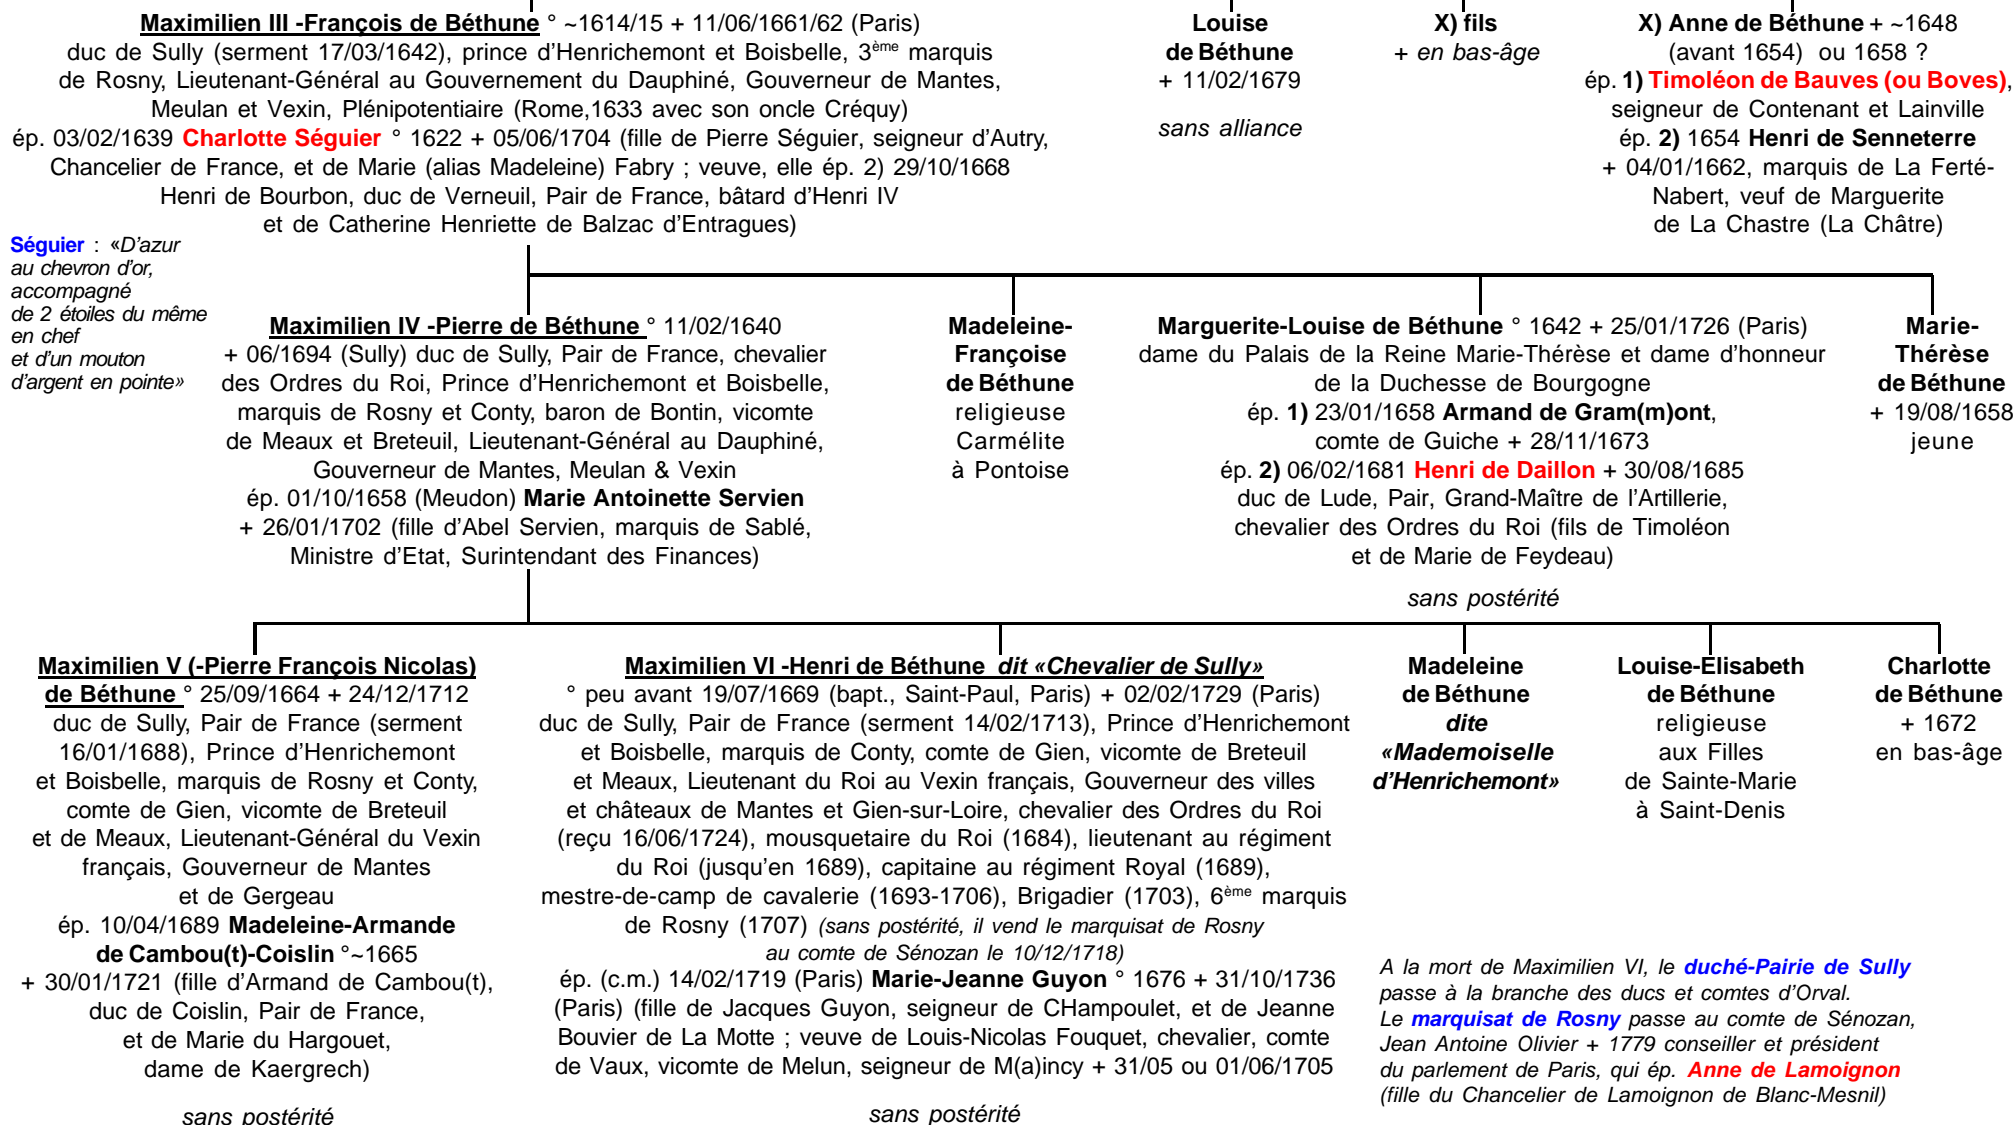 Maximilien III -François de Béthune ° ~1614/15 + 11/06/1661/62 (Paris)
duc de Sully (serment 17/03/1642), prince d’Henrichemont et Boisbelle, 3ème marquis
de Rosny, Lieutenant-Général au Gouvernement du Dauphiné, Gouverneur de Mantes,
Meulan et Vexin, Plénipotentiaire (Rome,1633 avec son oncle Créquy)
ép. 03/02/1639 Charlotte Séguier ° 1622 + 05/06/1704 (fille de Pierre Séguier, seigneur d’Autry,
Chancelier de France, et de Marie (alias Madeleine) Fabry ; veuve, elle ép. 2) 29/10/1668
Henri de Bourbon, duc de Verneuil, Pair de France, bâtard d’Henri IV
et de Catherine Henriette de Balzac d’Entragues)
Louise
de Béthune
+ 11/02/1679
sans alliance
X) fils
+ en bas-âge
X) Anne de Béthune + ~1648
(avant 1654) ou 1658 ?
ép. 1) Timoléon de Bauves (ou Boves),
seigneur de Contenant et Lainville
ép. 2) 1654 Henri de Senneterre
+ 04/01/1662, marquis de La Ferté-
Nabert, veuf de Marguerite
de La Chastre (La Châtre)
Séguier : «D’azur
au chevron d’or,
accompagné
de 2 étoiles du même
en chef
et d’un mouton
d’argent en pointe»
Maximilien IV -Pierre de Béthune ° 11/02/1640
+ 06/1694 (Sully) duc de Sully, Pair de France, chevalier
des Ordres du Roi, Prince d’Henrichemont et Boisbelle,
marquis de Rosny et Conty, baron de Bontin, vicomte
de Meaux et Breteuil, Lieutenant-Général au Dauphiné,
Gouverneur de Mantes, Meulan & Vexin
ép. 01/10/1658 (Meudon) Marie Antoinette Servien
+ 26/01/1702 (fille d’Abel Servien, marquis de Sablé,
Ministre d’Etat, Surintendant des Finances)
Madeleine-
Françoise
de Béthune
religieuse
Carmélite
à Pontoise
Marguerite-Louise de Béthune ° 1642 + 25/01/1726 (Paris)
dame du Palais de la Reine Marie-Thérèse et dame d’honneur
de la Duchesse de Bourgogne
ép. 1) 23/01/1658 Armand de Gram(m)ont,
comte de Guiche + 28/11/1673
ép. 2) 06/02/1681 Henri de Daillon + 30/08/1685
duc de Lude, Pair, Grand-Maître de l’Artillerie,
chevalier des Ordres du Roi (fils de Timoléon
et de Marie de Feydeau)
sans postérité
Marie-
Thérèse
de Béthune
+ 19/08/1658
jeune
Maximilien V (-Pierre François Nicolas)
de Béthune ° 25/09/1664 + 24/12/1712
duc de Sully, Pair de France (serment
16/01/1688), Prince d’Henrichemont
et Boisbelle, marquis de Rosny et Conty,
comte de Gien, vicomte de Breteuil
et de Meaux, Lieutenant-Général du Vexin
français, Gouverneur de Mantes
et de Gergeau
ép. 10/04/1689 Madeleine-Armande
de Cambou(t)-Coislin °~1665
+ 30/01/1721 (fille d’Armand de Cambou(t),
duc de Coislin, Pair de France,
et de Marie du Hargouet,
dame de Kaergrech)
sans postérité
Maximilien VI -Henri de Béthune dit «Chevalier de Sully»
° peu avant 19/07/1669 (bapt., Saint-Paul, Paris) + 02/02/1729 (Paris)
duc de Sully, Pair de France (serment 14/02/1713), Prince d’Henrichemont
et Boisbelle, marquis de Conty, comte de Gien, vicomte de Breteuil
et Meaux, Lieutenant du Roi au Vexin français, Gouverneur des villes
et châteaux de Mantes et Gien-sur-Loire, chevalier des Ordres du Roi
(reçu 16/06/1724), mousquetaire du Roi (1684), lieutenant au régiment
du Roi (jusqu’en 1689), capitaine au régiment Royal (1689),
mestre-de-camp de cavalerie (1693-1706), Brigadier (1703), 6ème marquis
de Rosny (1707) (sans postérité, il vend le marquisat de Rosny
au comte de Sénozan le 10/12/1718)
ép. (c.m.) 14/02/1719 (Paris) Marie-Jeanne Guyon ° 1676 + 31/10/1736
(Paris) (fille de Jacques Guyon, seigneur de CHampoulet, et de Jeanne
Bouvier de La Motte ; veuve de Louis-Nicolas Fouquet, chevalier, comte
de Vaux, vicomte de Melun, seigneur de M(a)incy + 31/05 ou 01/06/1705
sans postérité
Madeleine
de Béthune
dite
«Mademoiselle
d’Henrichemont»
Louise-Elisabeth
de Béthune
religieuse
aux Filles
de Sainte-Marie
à Saint-Denis
Charlotte
de Béthune
+ 1672
en bas-âge
A la mort de Maximilien VI, le duché-Pairie de Sully
passe à la branche des ducs et comtes d’Orval.
Le marquisat de Rosny passe au comte de Sénozan,
Jean Antoine Olivier + 1779 conseiller et président
du parlement de Paris, qui ép. Anne de Lamoignon
(fille du Chancelier de Lamoignon de Blanc-Mesnil)